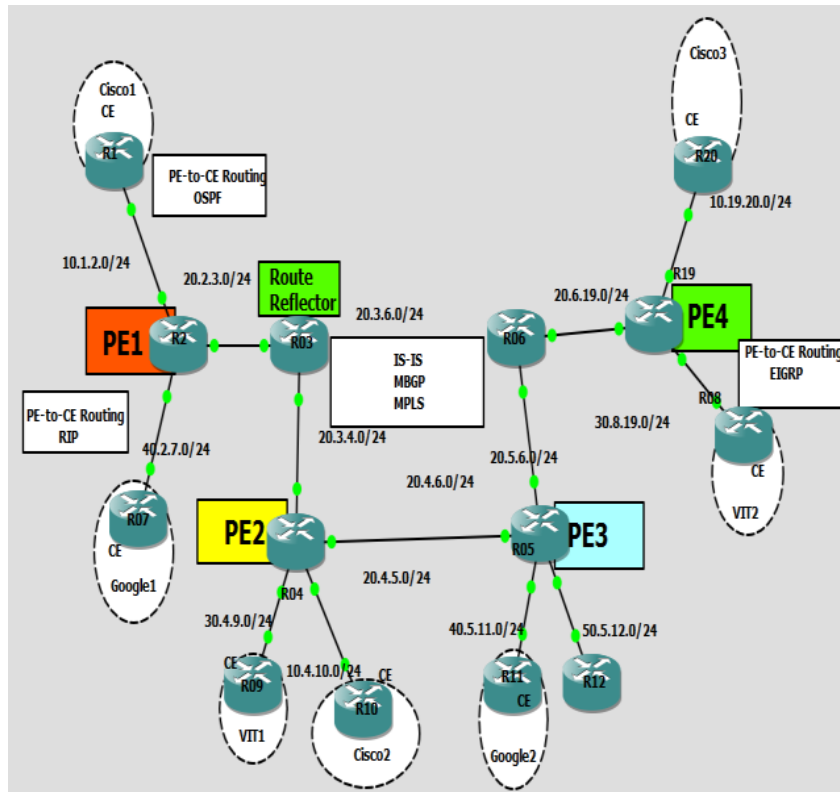 Cisco1
CE
R1
PE-to-CE Routing
OSPF
10.1.2.0/24
20.2.3.0/24
Route
Reflector
20.3.6.0/24
PE1
R2
R03
IS-IS
MBGP
MPLS
PE-to-CE Routing
RIP
40.2.7.0/24
R07
CE
Google1
20.3.4.0/24
PE2
R04
20.4.6.0/24
20.4.5.0/24
30.4.9.0/24
CE
R09
VIT1
10.4.10.0/24
CE
R10
Cisco2
Cisco3
CE
R20
10.19.20.0/24
R19
20.6.19.0/24
PE4
R06
PE-to-CE Routing
EIGRP
R08
30.8.19.0/24
CE
VIT2
20.5.6.0/24
R05
PE3
40.5.11.0/24
50.5.12.0/24
R11
CE
R12
Google2